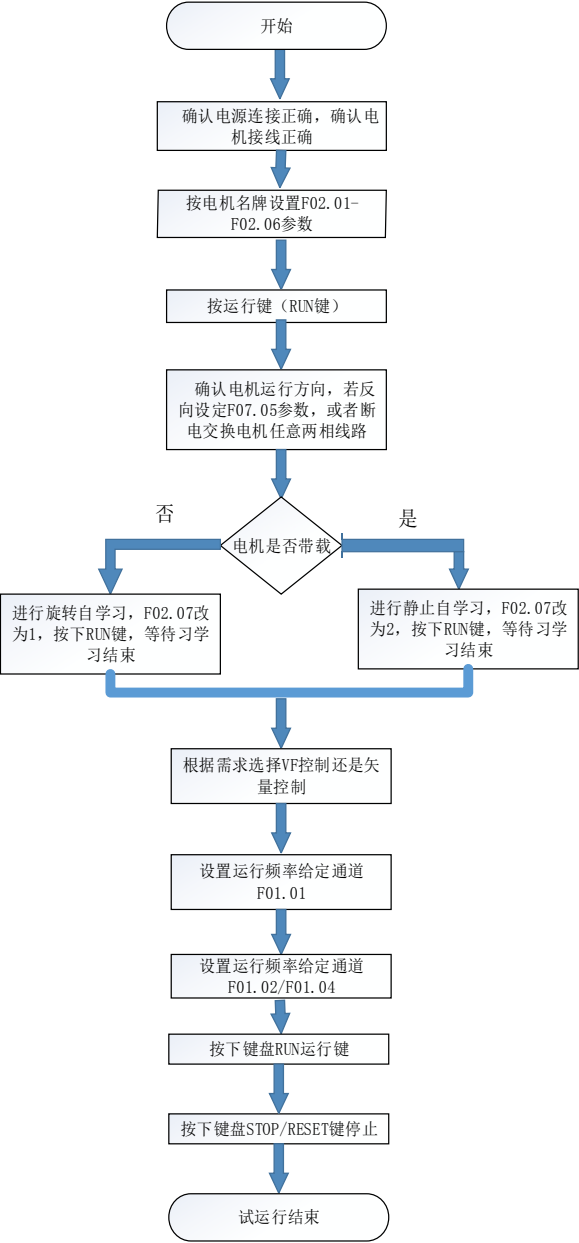 开始
确认电源连接正确，确认电
机接线正确
按电机名牌设置F02.01-
F02.06参数
按运行键（RUN键）
确认电机运行方向，若反
向设定F07.05参数，或者断
电交换电机任意两相线路
否
是
电机是否带载
进行旋转自学习，F02.07改
为1，按下RUN键，等待习学
习结束
进行静止自学习，F02.07改
为2，按下RUN键，等待习学
习结束
根据需求选择VF控制还是矢
量控制
设置运行频率给定通道
F01.01
设置运行频率给定通道
F01.02/F01.04
按下键盘RUN运行键
按下键盘STOP/RESET键停止
试运行结束